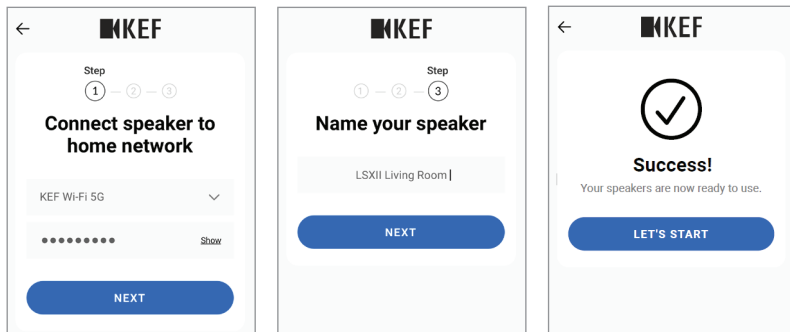 KEF
Step
1 2 3
Connect speaker to
home network
KEF Wi-Fi 5G
●●●●●●●●● Show
NEXT
KEF
Step
1 2 3
Name your speaker
LSXII Living Room
NEXT
KEF
Success!
Your speakers are now ready to use.
LET'S START